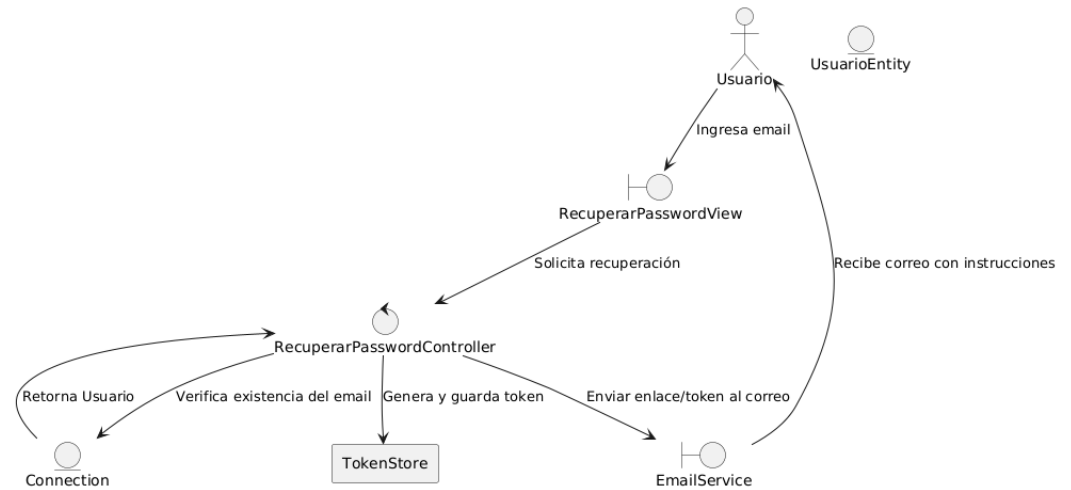 UsuarioEntity
Usuario
Ingresa email
RecuperarPasswordView
Solicita recuperación
Recibe correo con instrucciones
RecuperarPasswordController
Retorna Usuario
Verifica existencia del email
Genera y guarda token
Enviar enlace/token al correo
Connection
TokenStore
EmailService